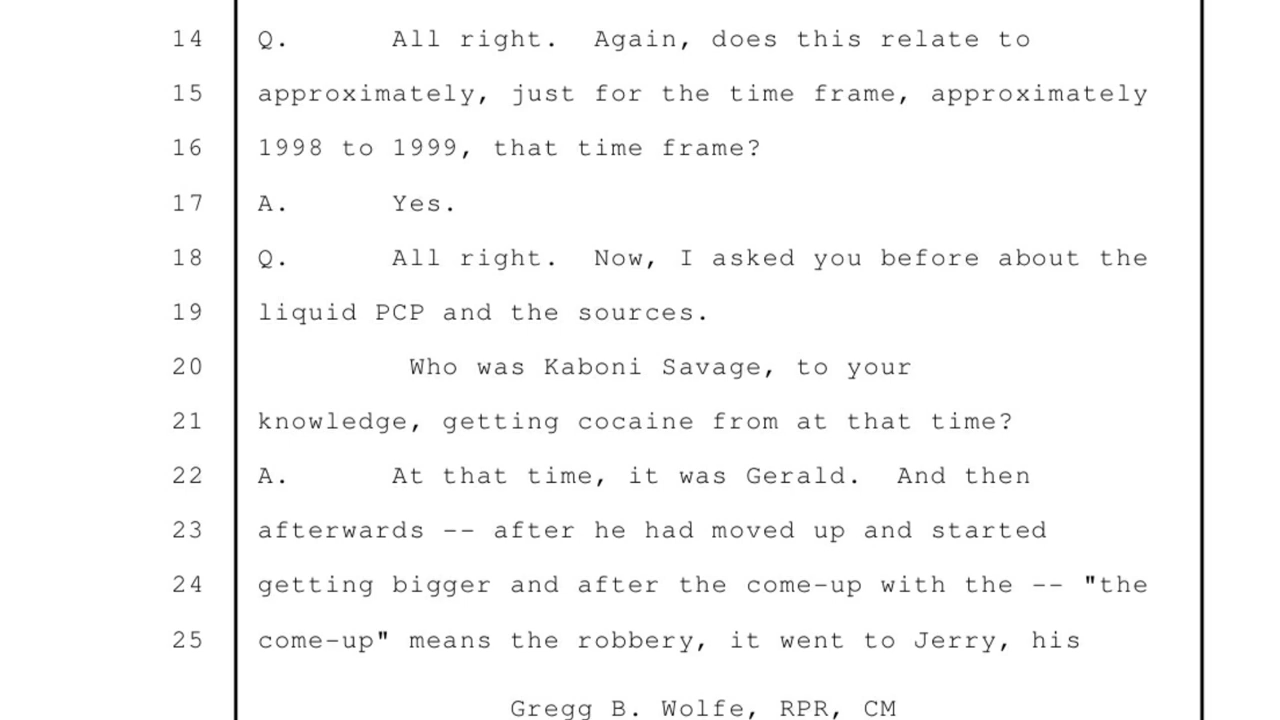 14 Q. All right. Again, does this relate to
15 approximately, just for the time frame, approximately
16 1998 to 1999, that time frame?
17 A. Yes.
18 Q. All right. Now, I asked you before about the
19 liquid PCP and the sources.
20 Who was Kaboni Savage, to your
21 knowledge, getting cocaine from at that time?
22 A. At that time, it was Gerald. And then
23 afterwards -- after he had moved up and started
24 getting bigger and after the come-up with the -- "the
25 come-up" means the robbery, it went to Jerry, his
Gregg B. Wolfe, RPR, CM